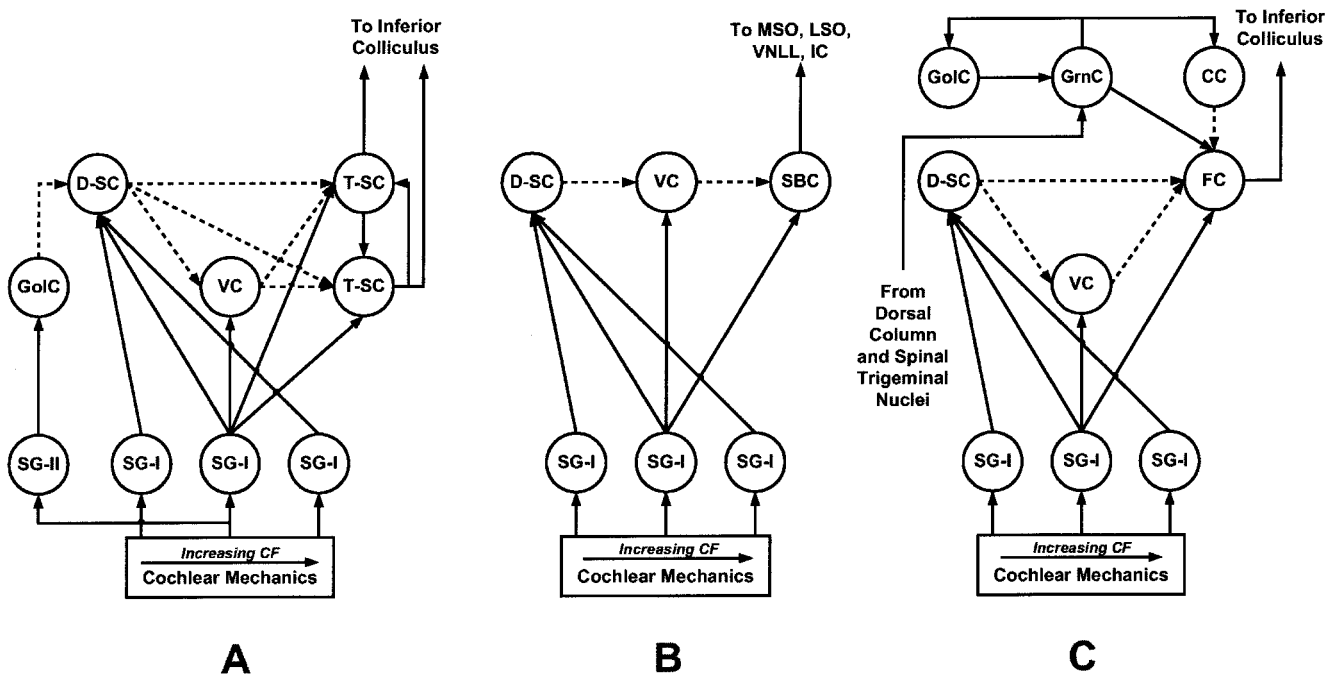 To Inferior
Colliculus
D-SC
T-SC
GolC
VC
T-SC
SG-II
SG-I
SG-I
SG-I
Increasing CF
Cochlear Mechanics
A
To MSO, LSO,
VNLL, IC
D-SC
VC
SBC
SG-I
SG-I
SG-I
Increasing CF
Cochlear Mechanics
B
To Inferior
Colliculus
GolC
GrnC
CC
D-SC
FC
VC
From
Dorsal
Column
and Spinal
Trigeminal
Nuclei
SG-I
SG-I
SG-I
Increasing CF
Cochlear Mechanics
C